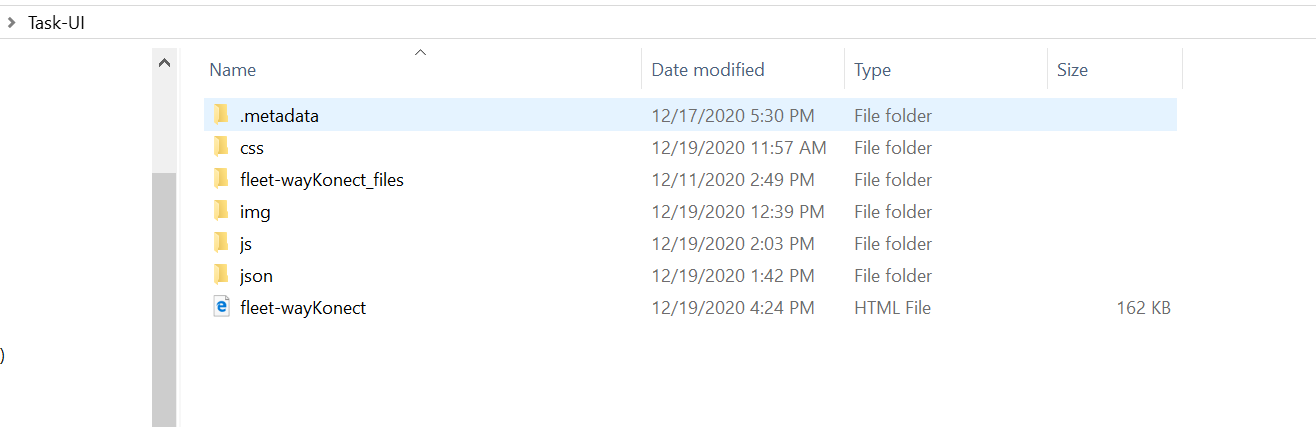 Task-UI
Name Date modified Type Size
.metadata 12/17/2020 5:30 PM File folder
css 12/19/2020 11:57 AM File folder
fleet-wayKonect_files 12/11/2020 2:49 PM File folder
img 12/19/2020 12:39 PM File folder
js 12/19/2020 2:03 PM File folder
json 12/19/2020 1:42 PM File folder
fleet-wayKonect 12/19/2020 4:24 PM HTML File 162 KB
)